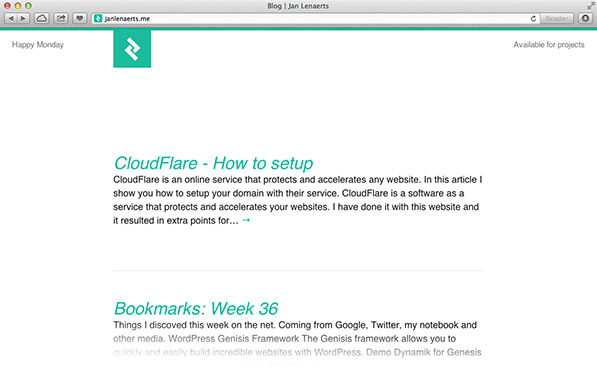 Blog | Jan Lenaerts
janlenaerts.me
Reader
Happy Monday
Available for projects
CloudFlare - How to setup
CloudFlare is an online service that protects and accelerates any website. In this article I
show you how to setup your domain with their service. CloudFlare is a software as a
service that protects and accelerates your websites. I have done it with this website and
it resulted in extra points for… →
Bookmarks: Week 36
Things I discoved this week on the net. Coming from Google, Twitter, my notebook and
other media. WordPress Genisis Framework The Genisis framework allows you to
quickly and easily build incredible websites with WordPress. Demo Dynamik for Genesis